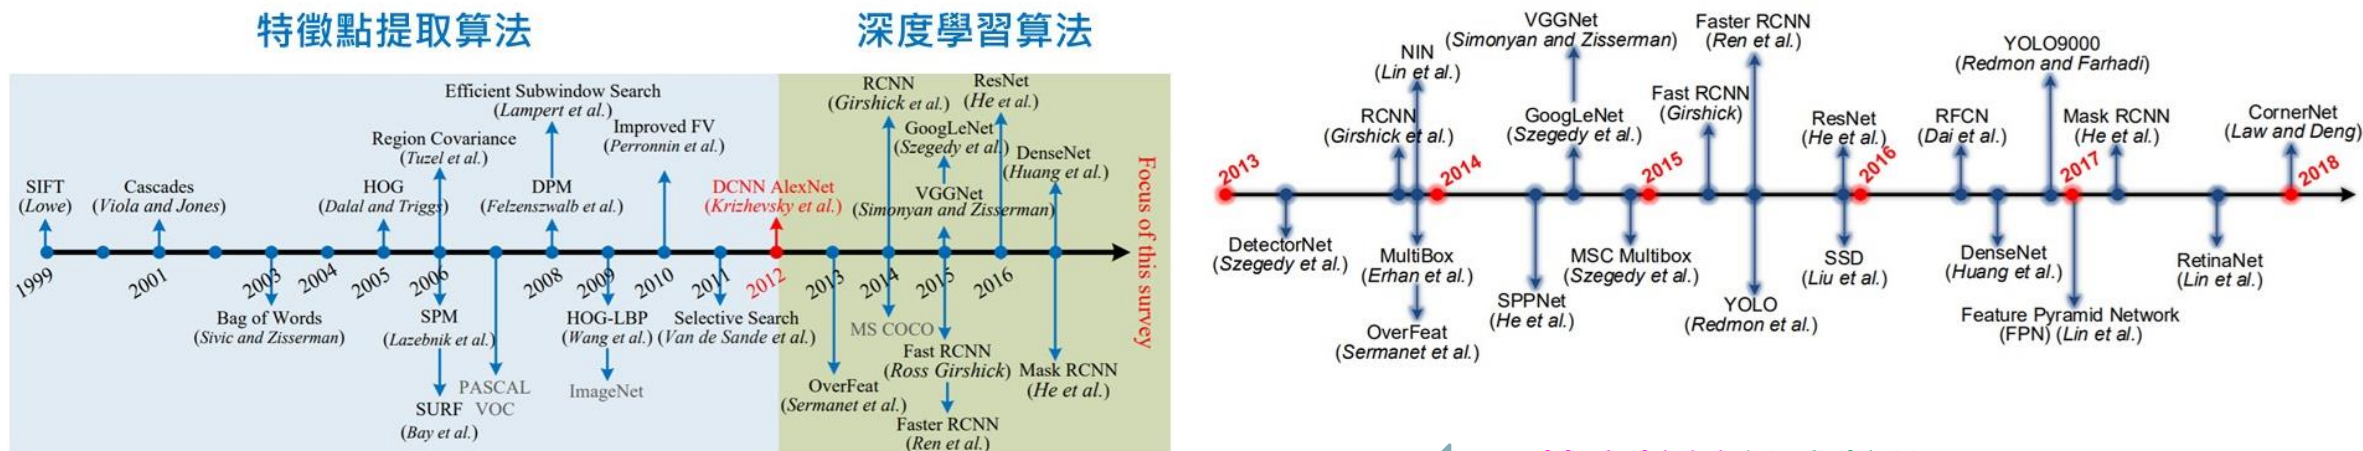 特徵點提取算法
深度學習算法
SIFT
(Lowe)
Cascades
(Viola and Jones)
HOG
(Dalal and Triggs)
Region Covariance
(Tuzel et al.)
Efficient Subwindow Search
(Lampert et al.)
DPM
(Felzenszwalb et al.)
Improved FV
(Perronnin et al.)
DCNN AlexNet
(Krizhevsky et al.)
RCNN
(Girshick et al.)
GoogLeNet
(Szegedy et al.)
VGGNet
(Simonyan and Zisserman)
ResNet
(He et al.)
DenseNet
(Huang et al.)
Focus of this survey
1999
2001
2003
2004
2005
2006
2008
2009
2010
2011
2012
2013
2014
2015
2016
Bag of Words
(Sivic and Zisserman)
SPM
(Lazebnik et al.)
SURF
(Bay et al.)
PASCAL
VOC
HOG-LBP
(Wang et al.)
ImageNet
Selective Search
(Van de Sande et al.)
OverFeat
(Sermanet et al.)
MS COCO
Fast RCNN
(Ross Girshick)
Faster RCNN
(Ren et al.)
Mask RCNN
(He et al.)
NIN
(Lin et al.)
RCNN
(Girshick et al.)
VGGNet
(Simonyan and Zisserman)
GoogLeNet
(Szegedy et al.)
Faster RCNN
(Ren et al.)
Fast RCNN
(Girshick)
ResNet
(He et al.)
YOLO9000
(Redmon and Farhadi)
RFCN
(Dai et al.)
Mask RCNN
(He et al.)
CornerNet
(Law and Deng)
2013
2014
2015
2016
2017
2018
DetectorNet
(Szegedy et al.)
MultiBox
(Erhan et al.)
OverFeat
(Sermanet et al.)
SPPNet
(He et al.)
MSC Multibox
(Szegedy et al.)
YOLO
(Redmon et al.)
SSD
(Liu et al.)
DenseNet
(Huang et al.)
Feature Pyramid Network
(FPN) (Lin et al.)
RetinaNet
(Lin et al.)